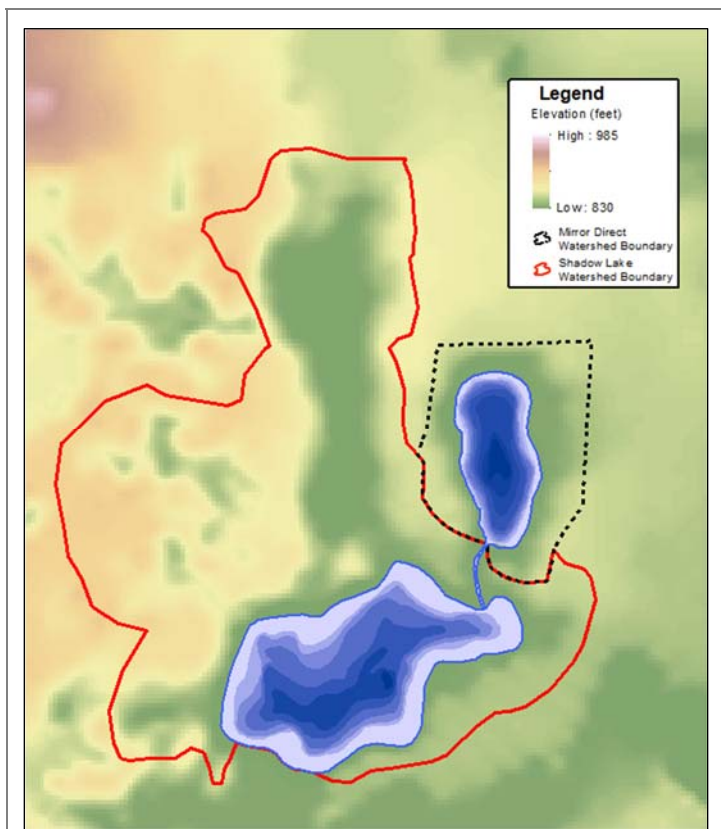 Legend
Elevation (feet)
High : 985
Low : 830
Mirror Direct
Watershed Boundary
Shadow Lake
Watershed Boundary